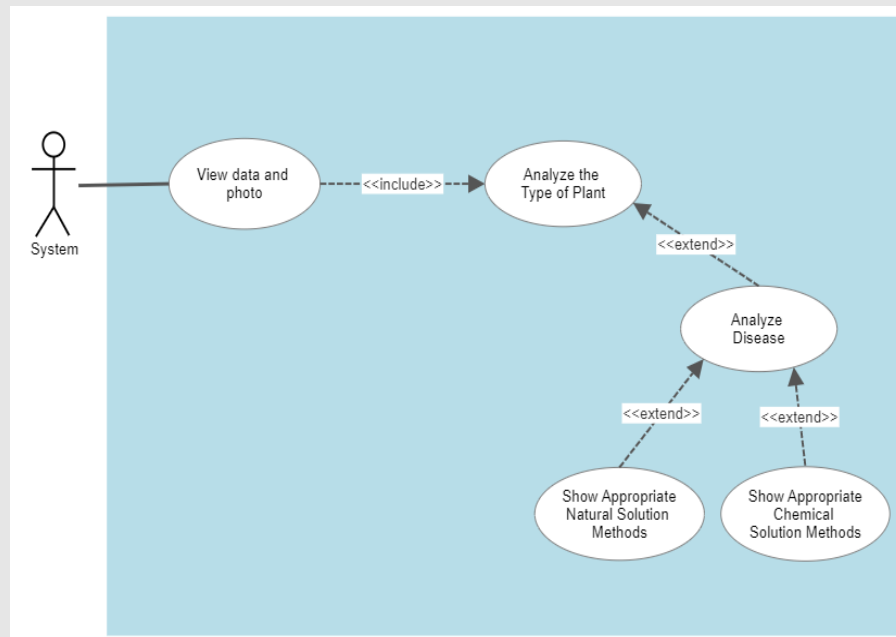 View data and
photo
<<include>>
Analyze the
Type of Plant
System
<<extend>>
Analyze
Disease
<<extend>>
<<extend>>
Show Appropriate
Natural Solution
Methods
Show Appropriate
Chemical
Solution Methods